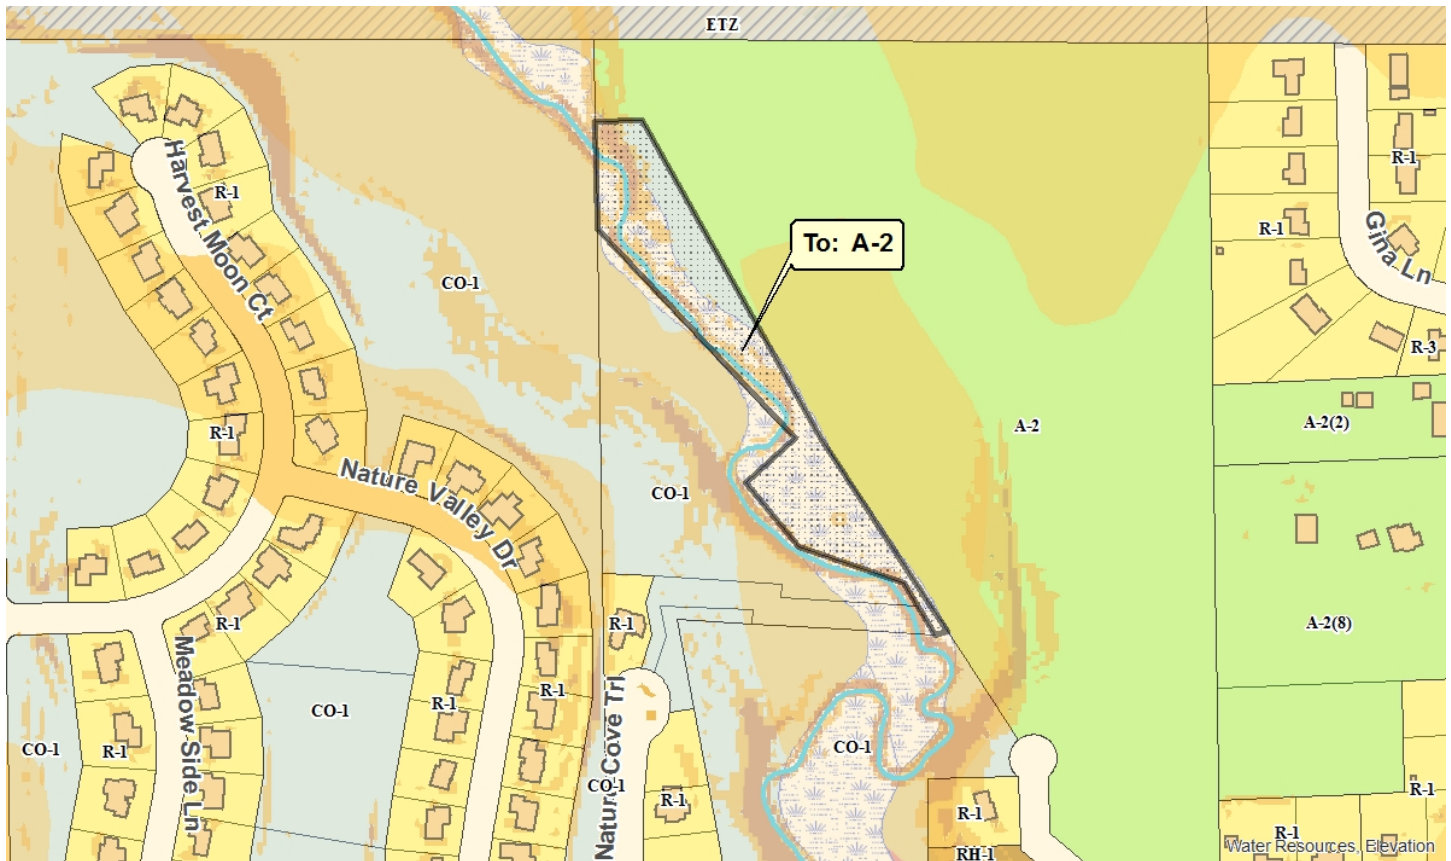 ETZ
R-1
R-1
Harvest Moon Ct
R-1
Gina Ln
To: A-2
CO-1
R-3
A-2
A-2(2)
R-1
Nature Valley Dr
CO-1
R-1
R-1
A-2(8)
Meadow Side Ln
Nature Cove Trl
CO-1
R-1
R-1
CO-1
R-1
CO-1
CO-1
R-1
R-1
R-1
R-1
RH-1
Water Resources, Elevation